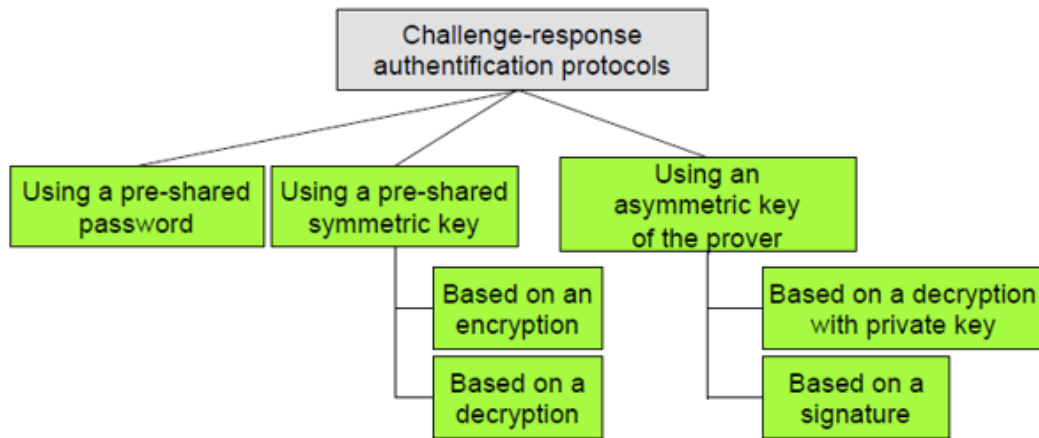 Challenge-response
authentification protocols
Using a pre-shared
password
Using a pre-shared
symmetric key
Using an
asymmetric key
of the prover
Based on an
encryption
Based on a decryption
with private key
Based on a
decryption
Based on a
signature